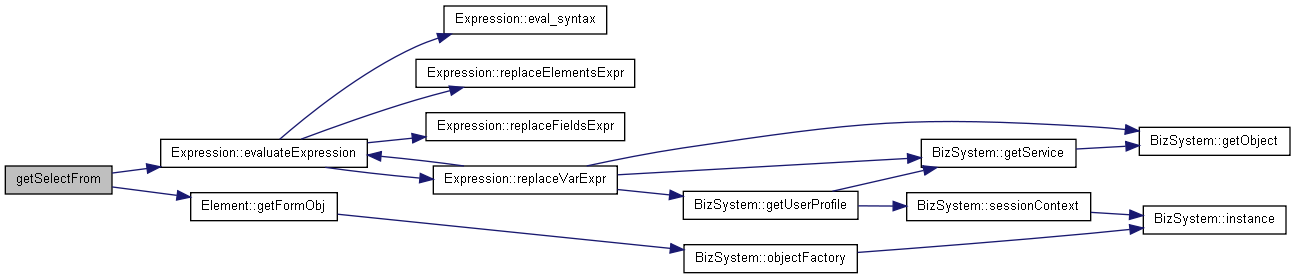 Expression::eval_syntax
Expression::replaceElementsExpr
Expression::replaceFieldsExpr
BizSystem::getObject
Expression::evaluateExpression
BizSystem::getService
getSelectFrom
Expression::replaceVarExpr
Element::getFormObj
BizSystem::getUserProfile
BizSystem::sessionContext
BizSystem::instance
BizSystem::objectFactory